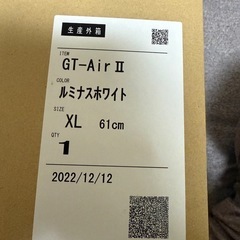 生産外箱
ITEM
GT-Air II
COLOR
ルミナスホワイト
SIZE
XL 61cm
QTY
1
2022/12/12